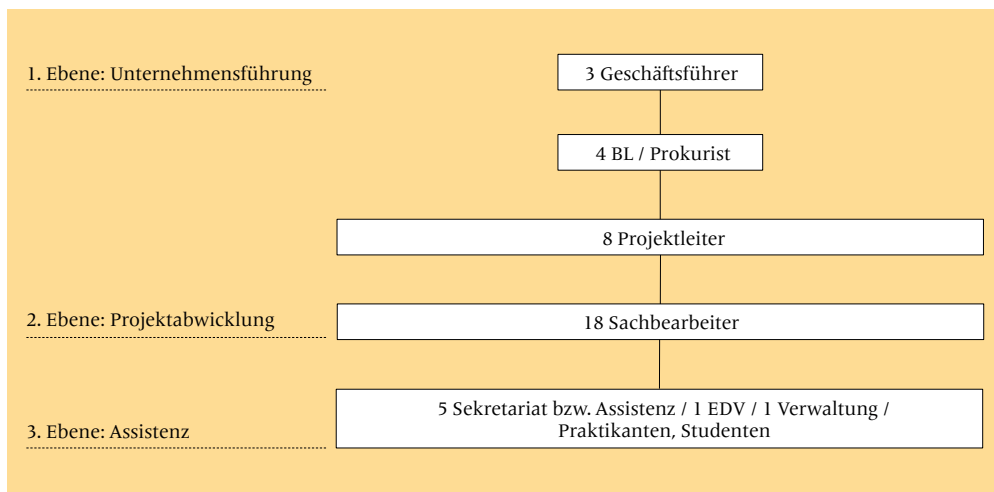 1. Ebene: Unternehmensführung
3 Geschäftsführer
4 BL / Prokurist
8 Projektleiter
2. Ebene: Projektabwicklung
18 Sachbearbeiter
3. Ebene: Assistenz
5 Sekretariat bzw. Assistenz / 1 EDV / 1 Verwaltung /
Praktikanten, Studenten